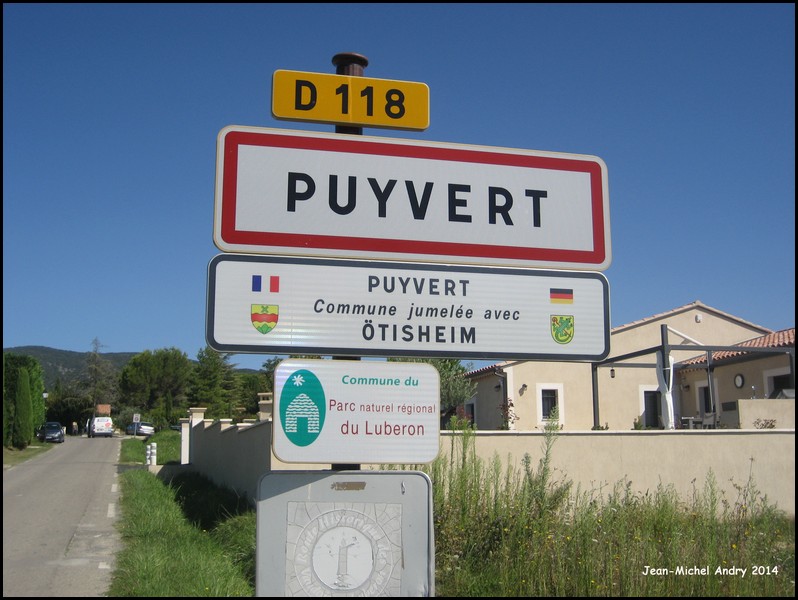 D 118
PUYVERT
PUYVERT
Commune jumelée avec
ÖTISHEIM
Commune du
Parc naturel régional
du Luberon
Jean-Michel Andry 2014